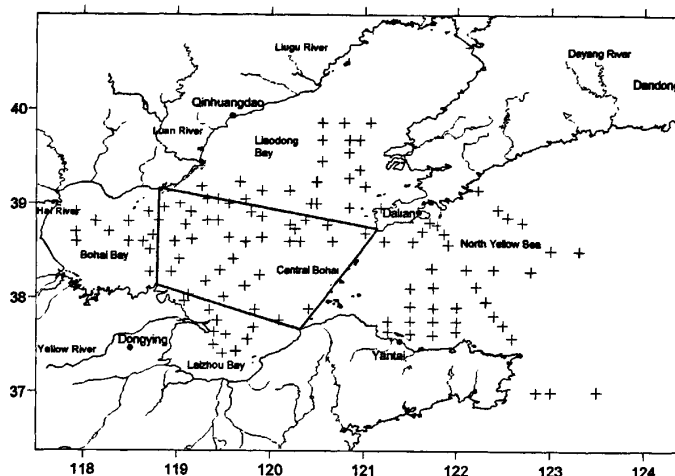 Liugu River
Dayang River
Qinhuangdao
Dandong
40
Luan River
Liaodong
Bay
39
Hai River
Dalian
North Yellow Sea
Bohai Bay
Central Bohai
38
Dongying
Yellow River
Yantai
Laizhou Bay
37
118
119
120
121
122
123
124